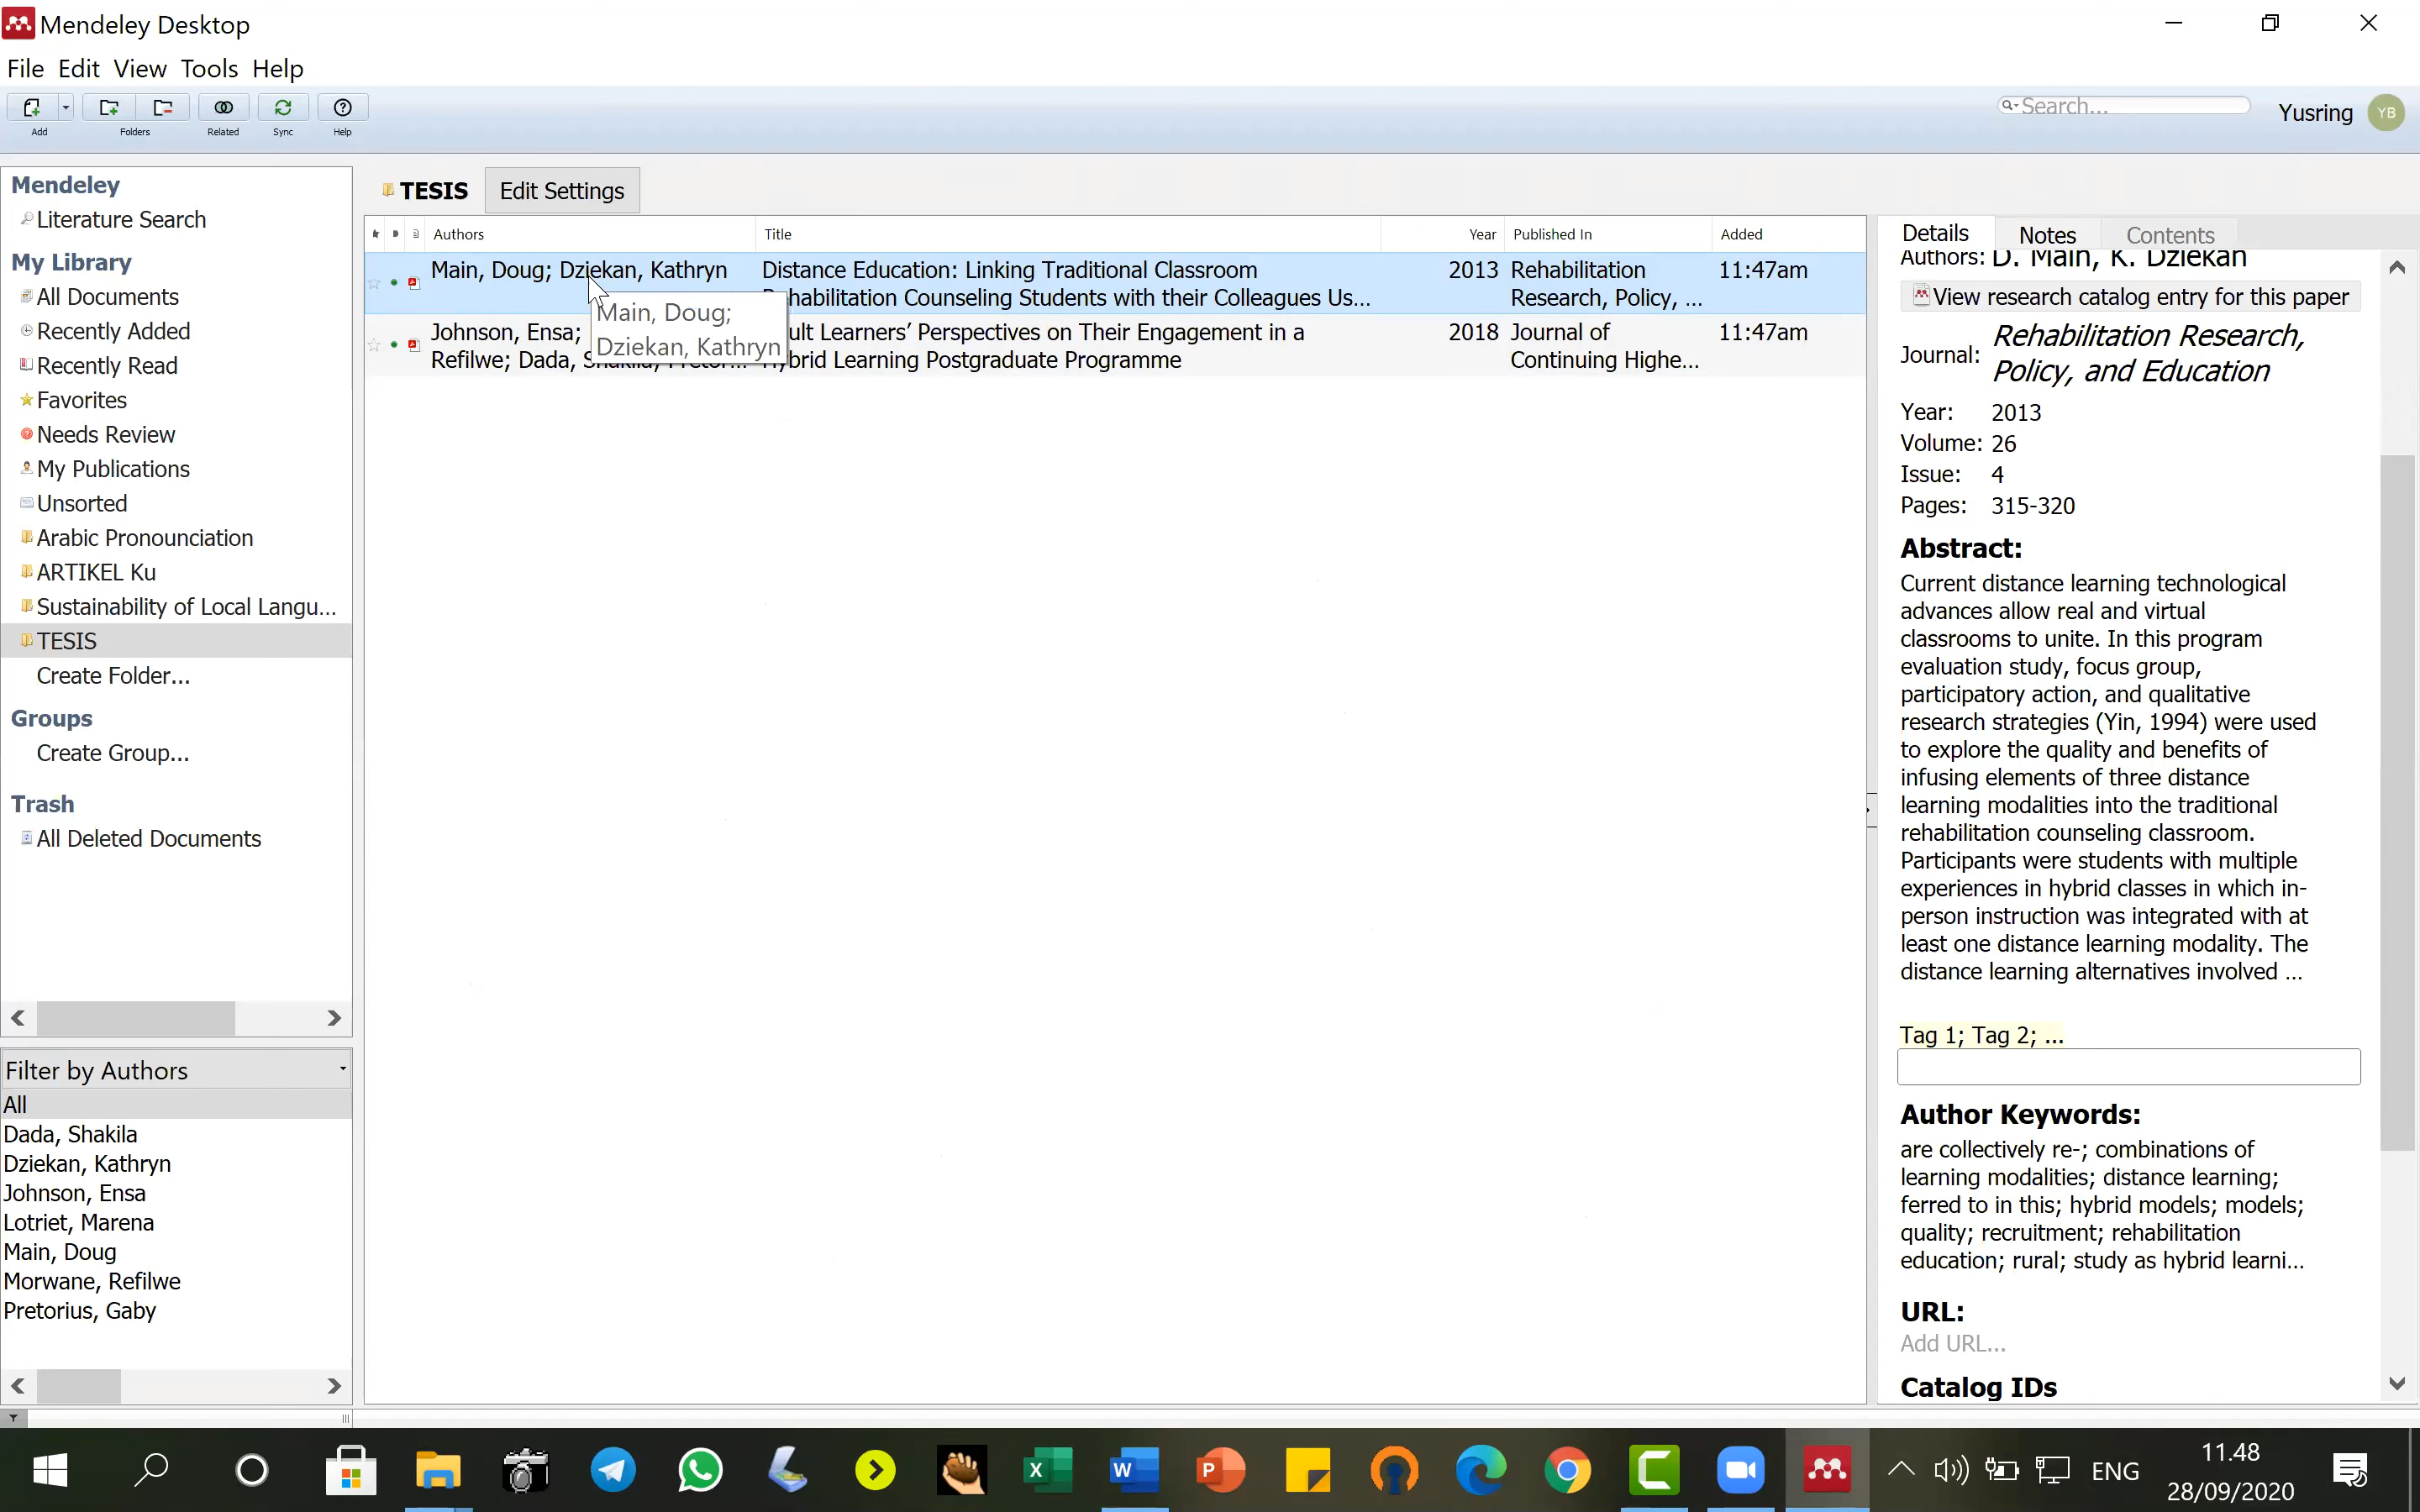 Mendeley Desktop
File Edit View Tools Help
Add Folders Related Sync Help
Search...
Yusring YB
Mendeley
Literature Search
My Library
All Documents
Recently Added
Recently Read
Favorites
Needs Review
My Publications
Unsorted
Arabic Pronounciation
ARTIKEL Ku
Sustainability of Local Langu...
TESIS
Create Folder...
Groups
Create Group...
Trash
All Deleted Documents
Filter by Authors
All
Dada, Shakila
Dziekan, Kathryn
Johnson, Ensa
Lotriet, Marena
Main, Doug
Morwane, Refilwe
Pretorius, Gaby
TESIS Edit Settings
Authors Title Year Published In Added
Main, Doug; Dziekan, Kathryn Distance Education: Linking Traditional Classroom 2013 Rehabilitation 11:47am
habilitation Counseling Students with their Colleagues Us... Research, Policy, ...
Main, Doug;
Dziekan, Kathryn
Johnson, Ensa; ult Learners' Perspectives on Their Engagement in a 2018 Journal of 11:47am
Refilwe; Dada, brid Learning Postgraduate Programme Continuing Highe...
Details Notes Contents
Authors: D. Main, K. Dziekan
View research catalog entry for this paper
Journal: Rehabilitation Research,
Policy, and Education
Year: 2013
Volume: 26
Issue: 4
Pages: 315-320
Abstract:
Current distance learning technological
advances allow real and virtual
classrooms to unite. In this program
evaluation study, focus group,
participatory action, and qualitative
research strategies (Yin, 1994) were used
to explore the quality and benefits of
infusing elements of three distance
learning modalities into the traditional
rehabilitation counseling classroom.
Participants were students with multiple
experiences in hybrid classes in which in-
person instruction was integrated with at
least one distance learning modality. The
distance learning alternatives involved ...
Tag 1; Tag 2; ...
Author Keywords:
are collectively re-; combinations of
learning modalities; distance learning;
ferred to in this; hybrid models; models;
quality; recruitment; rehabilitation
education; rural; study as hybrid learni...
URL:
Add URL...
Catalog IDs
ENG
11.48
28/09/2020